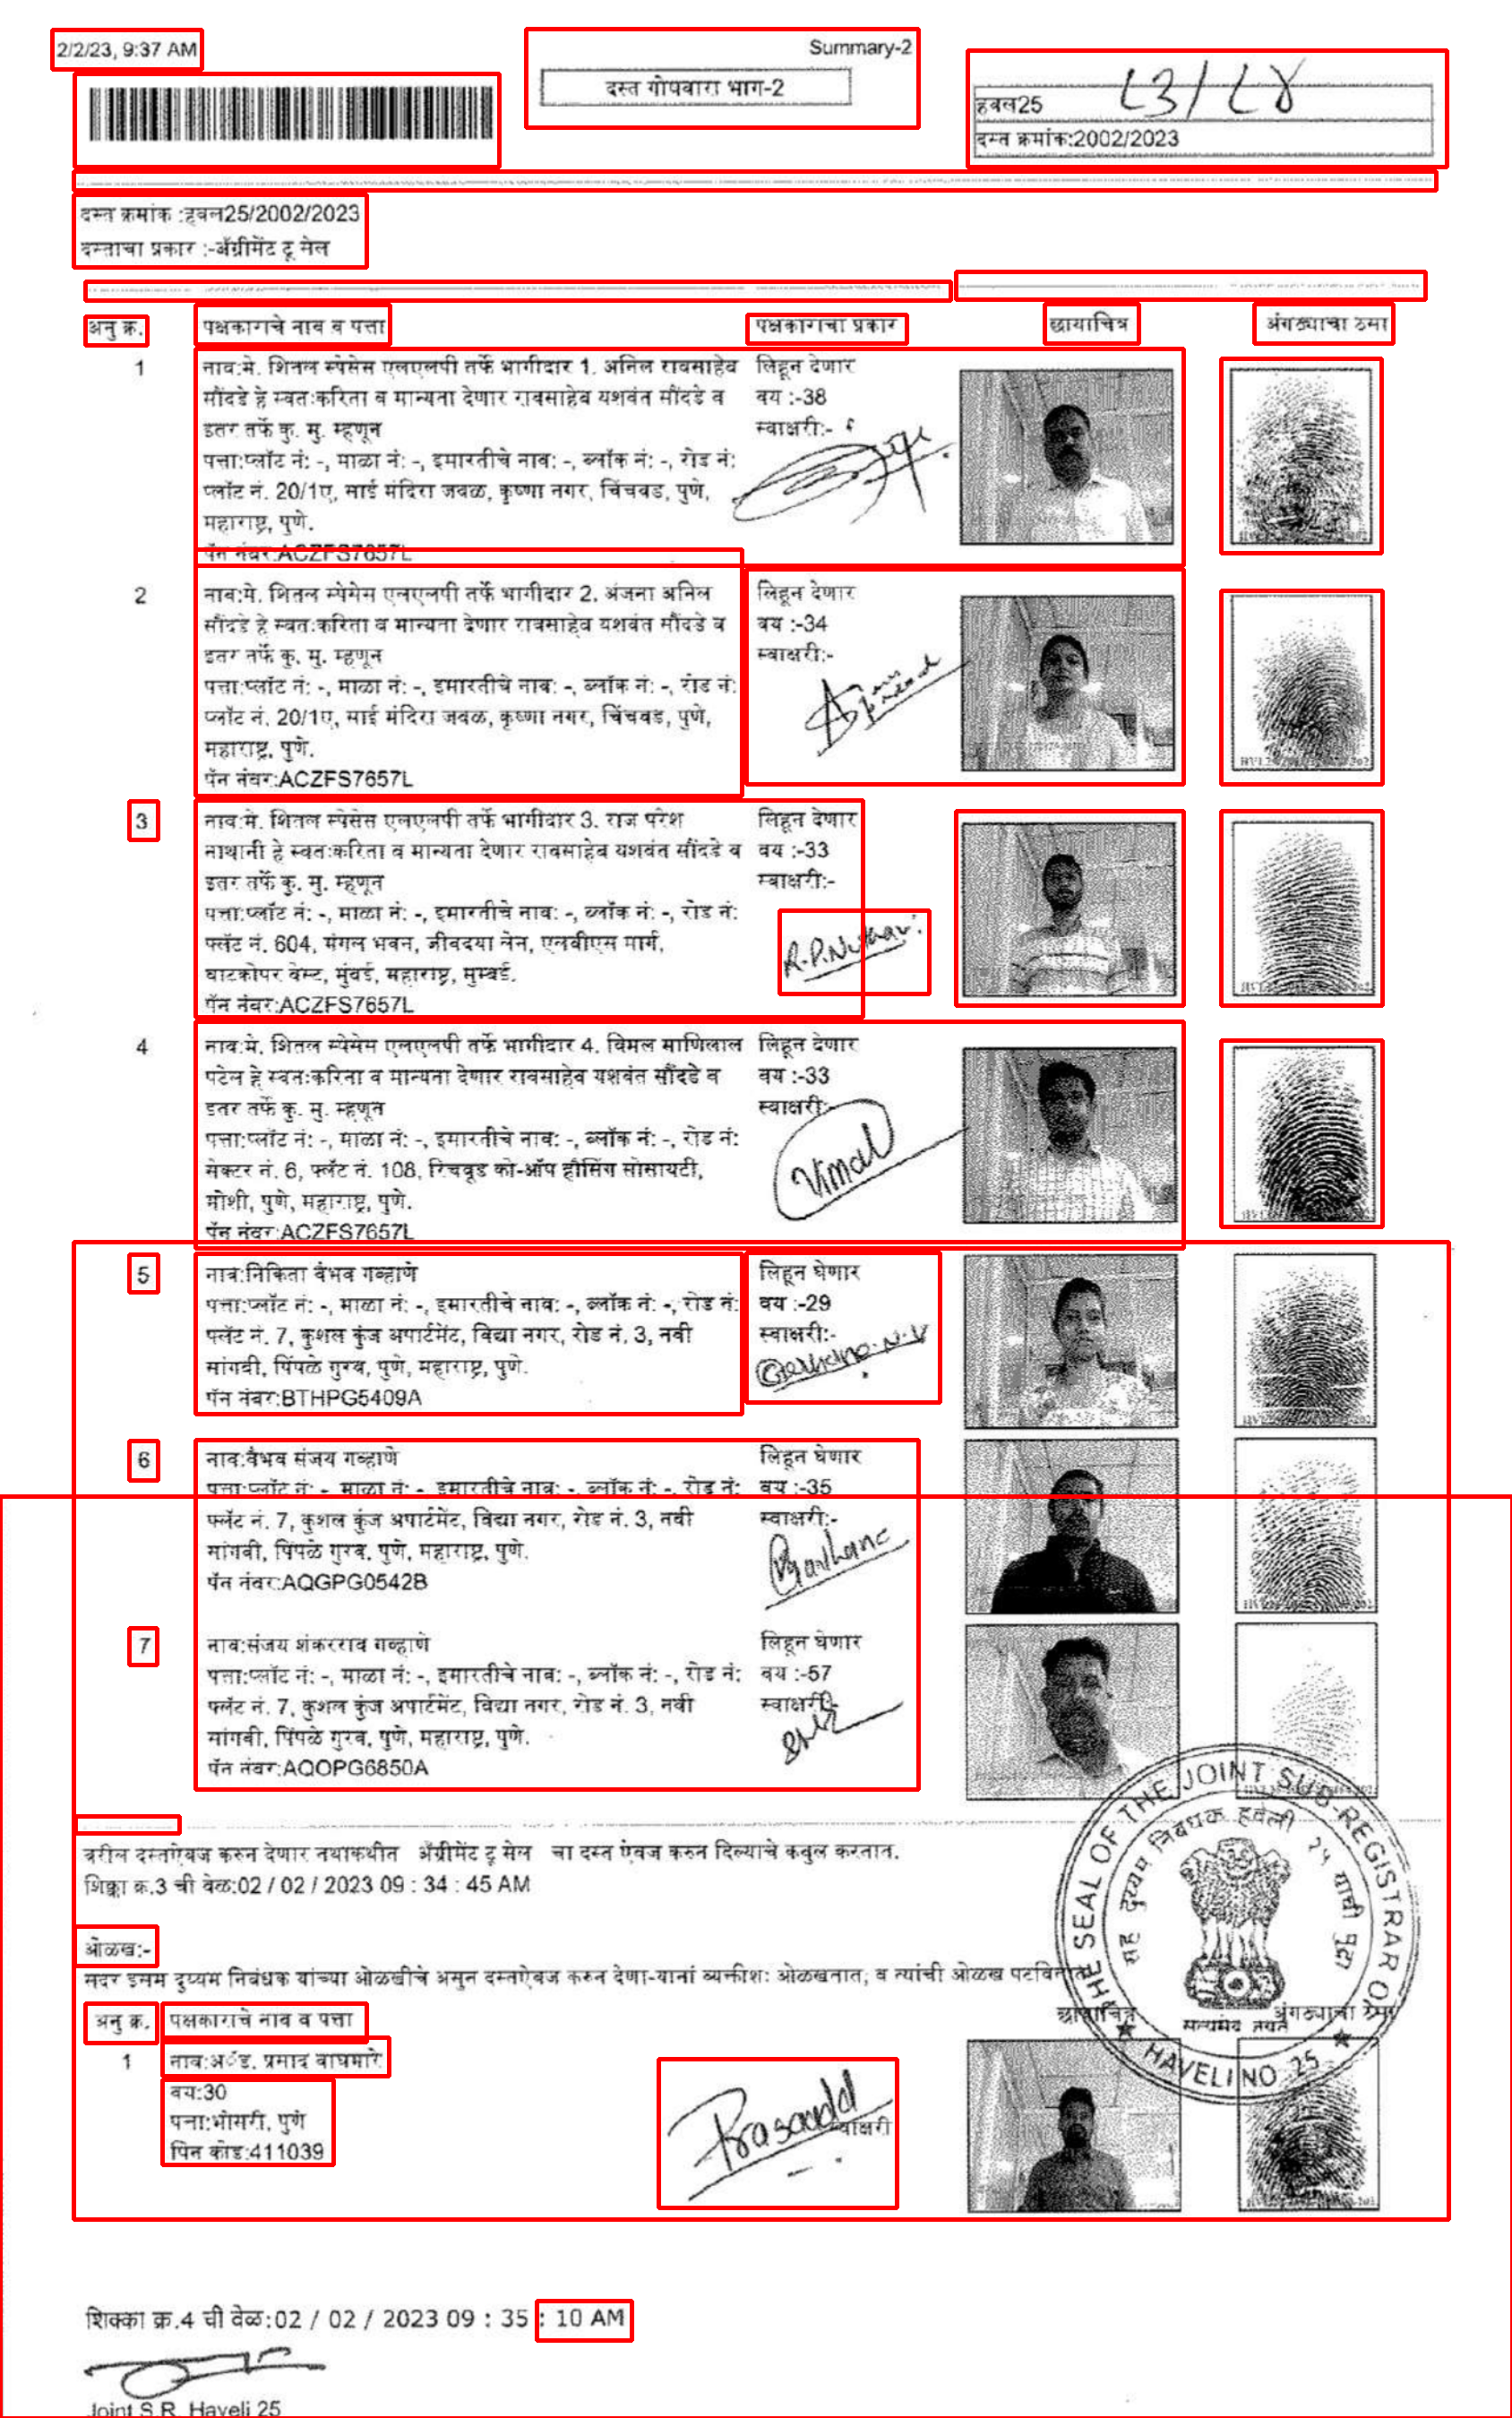 2/2/23, 9:37 AM
Summary-2
दस्त गोषवारा भाग-2
हवल25
दस्त क्रमांक:2002/2023
दस्त क्रमांक :हवल25/2002/2023
दस्ताचा प्रकार :-अॅग्रीमेंट टू सेल
अनु क्र. पक्षकाराचे नाव व पत्ता पक्षकाराचा प्रकार छायाचित्र अंगठ्याचा ठसा
1 नाव:मे. शितल स्पेसेस एलएलपी तर्फे भागीदार 1. अनिल रावसाहेब लिहून देणार
सौंदडे हे स्वतःकरिता व मान्यता देणार रावसाहेब यशवंत सौंदडे व वय :-38
इतर तर्फे कु. मु. म्हणून स्वाक्षरी:-
पत्ता:प्लॉट नं: -, माळा नं: -, इमारतीचे नाव: -, ब्लॉक नं: -, रोड नं:
प्लॉट नं. 20/1ए, साई मंदिरा जवळ, कृष्णा नगर, चिंचवड, पुणे,
महाराष्ट्र, पुणे.
पॅन नंबर:ACZFS7657L
2 नाव:मे. शितल स्पेसेस एलएलपी तर्फे भागीदार 2. अंजना अनिल लिहून देणार
सौंदडे हे स्वतःकरिता व मान्यता देणार रावसाहेब यशवंत सौंदडे व वय :-34
इतर तर्फे कु. मु. म्हणून स्वाक्षरी:-
पत्ता:प्लॉट नं: -, माळा नं: -, इमारतीचे नाव: -, ब्लॉक नं: -, रोड नं:
प्लॉट नं. 20/1ए, साई मंदिरा जवळ, कृष्णा नगर, चिंचवड, पुणे,
महाराष्ट्र, पुणे.
पॅन नंबर:ACZFS7657L
3 नाव:मे. शितल स्पेसेस एलएलपी तर्फे भागीदार 3. राज परेश लिहून देणार
नाथानी हे स्वतःकरिता व मान्यता देणार रावसाहेब यशवंत सौंदडे व वय :-33
इतर तर्फे कु. मु. म्हणून स्वाक्षरी:-
पत्ता:प्लॉट नं: -, माळा नं: -, इमारतीचे नाव: -, ब्लॉक नं: -, रोड नं:
फ्लॅट नं. 604, मंगल भवन, जीवदया लेन, एलबीएस मार्ग,
घाटकोपर वेस्ट, मुंबई, महाराष्ट्र, मुम्बई.
पॅन नंबर:ACZFS7657L
4 नाव:मे. शितल स्पेसेस एलएलपी तर्फे भागीदार 4. विमल माणिलाल लिहून देणार
पटेल हे स्वतःकरिता व मान्यता देणार रावसाहेब यशवंत सौंदडे व वय :-33
इतर तर्फे कु. मु. म्हणून स्वाक्षरी:-
पत्ता:प्लॉट नं: -, माळा नं: -, इमारतीचे नाव: -, ब्लॉक नं: -, रोड नं: Vimal
सेक्टर नं. 6, फ्लॅट नं. 108, रिचवूड को-ऑप हौसिंग सोसायटी,
मोशी, पुणे, महाराष्ट्र, पुणे.
पॅन नंबर:ACZFS7657L
5 नाव:निकिता वैभव गव्हाणे लिहून घेणार
पत्ता:प्लॉट नं: -, माळा नं: -, इमारतीचे नाव: -, ब्लॉक नं: -, रोड नं: वय :-29
फ्लॅट नं. 7, कुशल कुंज अपार्टमेंट, विद्या नगर, रोड नं. 3, नवी स्वाक्षरी:-
सांगवी, पिंपळे गुरव, पुणे, महाराष्ट्र, पुणे.
पॅन नंबर:BTHPG5409A
6 नाव:वैभव संजय गव्हाणे लिहून घेणार
पत्ता:प्लॉट नं: -, माळा नं: -, इमारतीचे नाव: -, ब्लॉक नं: -, रोड नं: वय :-35
फ्लॅट नं. 7, कुशल कुंज अपार्टमेंट, विद्या नगर, रोड नं. 3, नवी स्वाक्षरी:-
सांगवी, पिंपळे गुरव, पुणे, महाराष्ट्र, पुणे.
पॅन नंबर:AQGPG0542B
7 नाव:संजय शंकरराव गव्हाणे लिहून घेणार
पत्ता:प्लॉट नं: -, माळा नं: -, इमारतीचे नाव: -, ब्लॉक नं: -, रोड नं: वय :-57
फ्लॅट नं. 7, कुशल कुंज अपार्टमेंट, विद्या नगर, रोड नं. 3, नवी स्वाक्षरी:-
सांगवी, पिंपळे गुरव, पुणे, महाराष्ट्र, पुणे.
पॅन नंबर:AQOPG6850A
वरील दस्तऐवज करुन देणार तथाकथीत अॅग्रीमेंट टू सेल चा दस्त ऐवज करुन दिल्याचे कबुल करतात.
शिक्का क्र.3 ची वेळ:02 / 02 / 2023 09 : 34 : 45 AM
THE SEAL OF THE JOINT SUB REGISTRAR
सह दुय्यम निबंधक हवेली २५ यांची मुद्रा
सत्यमेव जयते
HAVELI NO 25
ओळख:-
सदर इसम दुय्यम निबंधक यांच्या ओळखीचे असुन दस्तऐवज करुन देणा-यानां व्यक्तीशः ओळखतात, व त्यांची ओळख पटवितात
अनु क्र. पक्षकाराचे नाव व पत्ता छायाचित्र अंगठ्याचा ठसा
1 नाव:अॅड. प्रसाद वाघमारे
वय:30
पत्ता:भोसरी, पुणे स्वाक्षरी
पिन कोड:411039
शिक्का क्र.4 ची वेळ:02 / 02 / 2023 09 : 35 : 10 AM
Joint S.R. Haveli 25